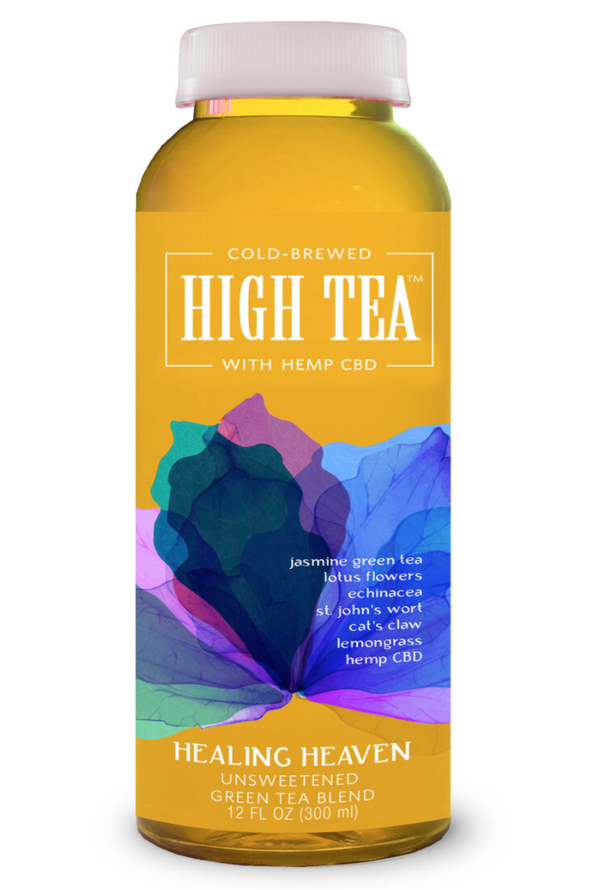 COLD-BREWED
HIGH TEA™
WITH HEMP CBD
jasmine green tea
lotus flowers
echinacea
st. john's wort
cat's claw
lemongrass
hemp CBD
HEALING HEAVEN
UNSWEETENED
GREEN TEA BLEND
12 FL OZ (300 ml)